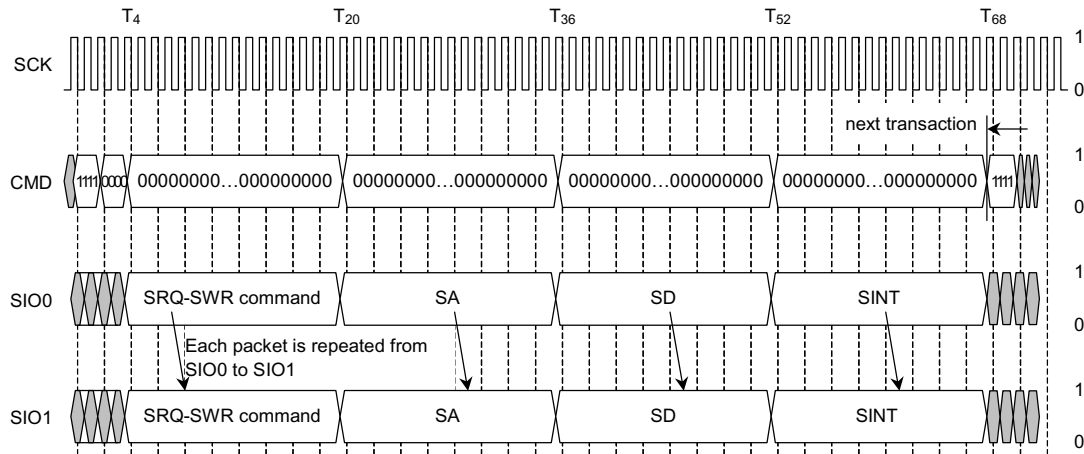 T4 T20 T36 T52 T68
SCK 1
0
next transaction
CMD 1111 0000 00000000...000000000 00000000...000000000 00000000...000000000 00000000...000000000 1111 1
0
SIO0 SRQ-SWR command SA SD SINT 1
0
Each packet is repeated from
SIO0 to SIO1
SIO1 SRQ-SWR command SA SD SINT 1
0